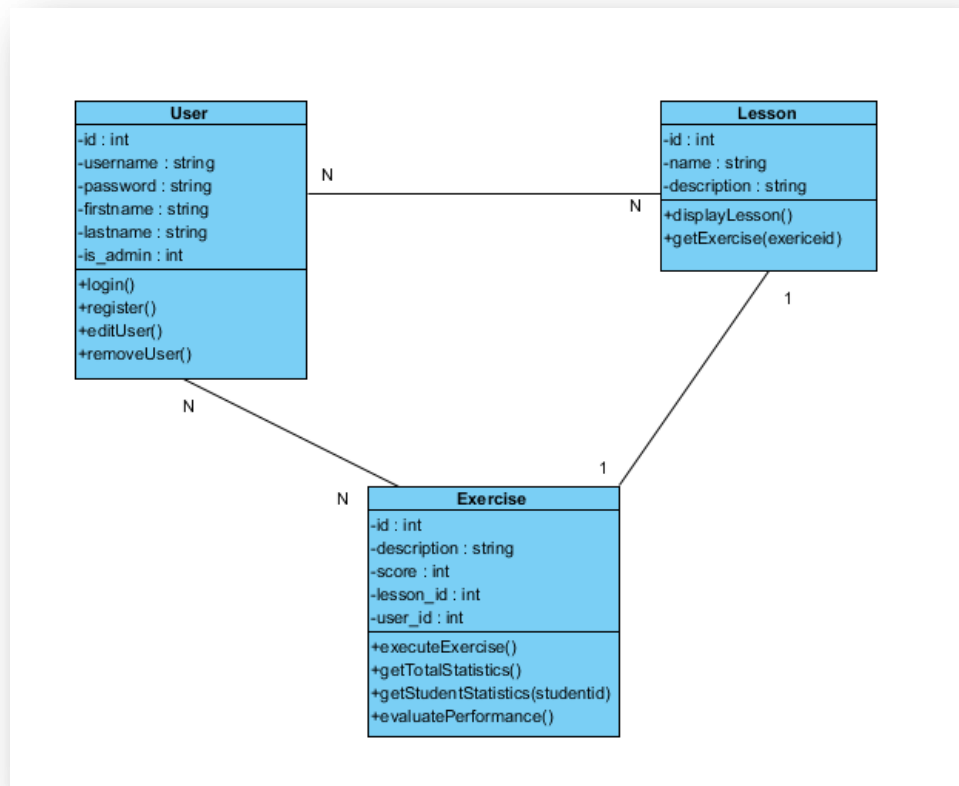 User
-id : int
-username : string
-password : string
-firstname : string
-lastname : string
-is_admin : int
+login()
+register()
+editUser()
+removeUser()
N
N
Lesson
-id : int
-name : string
-description : string
+displayLesson()
+getExercise(exericeid)
1
1
N
N
Exercise
-id : int
-description : string
-score : int
-lesson_id : int
-user_id : int
+executeExercise()
+getTotalStatistics()
+getStudentStatistics(studentid)
+evaluatePerformance()